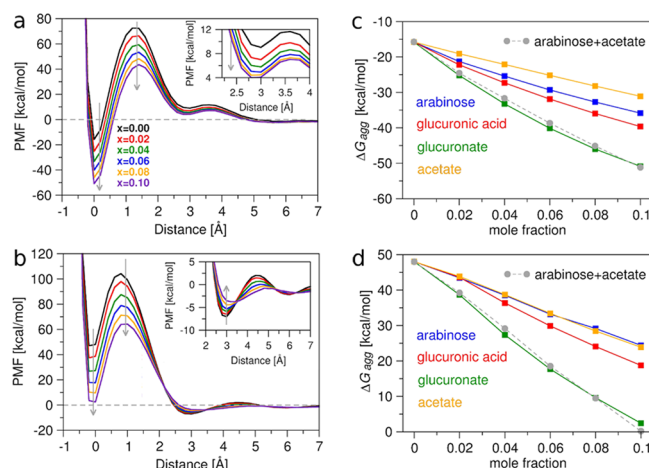 a
PMF [kcal/mol]
80
60
40
20
0
-20
-40
-60
-1 0 1 2 3 4 5 6 7
Distance [Å]
x=0.00
x=0.02
x=0.04
x=0.06
x=0.08
x=0.10
PMF [kcal/mol]
12
10
8
6
4
2.5 3 3.5 4
Distance [Å]
b
PMF [kcal/mol]
120
100
80
60
40
20
0
-20
-1 0 1 2 3 4 5 6 7
Distance [Å]
PMF [kcal/mol]
5
0
-5
-10
2 3 4 5 6 7
Distance [Å]
c
ΔGagg [kcal/mol]
-10
-20
-30
-40
-50
-60
0 0.02 0.04 0.06 0.08 0.1
mole fraction
arabinose+acetate
arabinose
glucuronic acid
glucuronate
acetate
d
ΔGagg [kcal/mol]
50
40
30
20
10
0
0 0.02 0.04 0.06 0.08 0.1
mole fraction
arabinose+acetate
arabinose
glucuronic acid
glucuronate
acetate